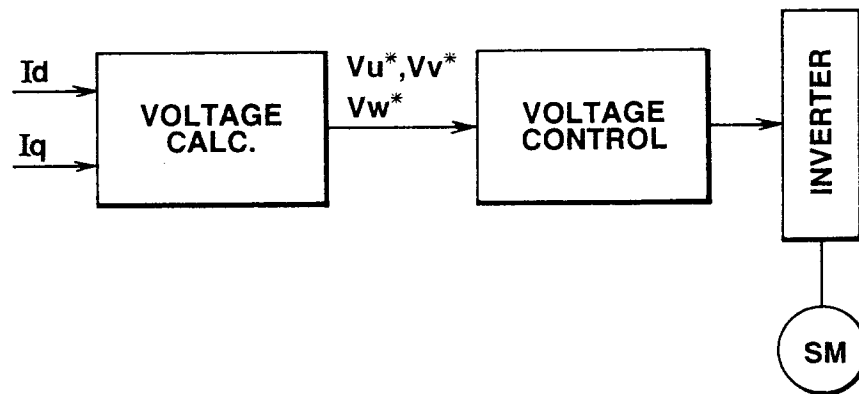 Id
Iq
VOLTAGE
CALC.
Vu*,Vv*
Vw*
VOLTAGE
CONTROL
INVERTER
SM